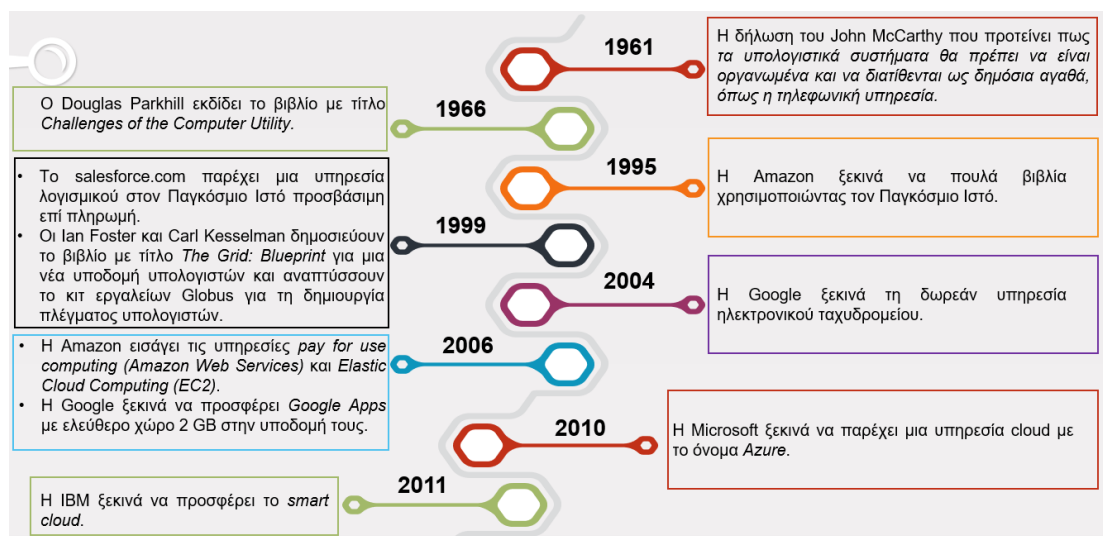 1961
Η δήλωση του John McCarthy που προτείνει πως
τα υπολογιστικά συστήματα θα πρέπει να είναι
οργανωμένα και να διατίθενται ως δημόσια αγαθά,
όπως η τηλεφωνική υπηρεσία.
1966
Ο Douglas Parkhill εκδίδει το βιβλίο με τίτλο
Challenges of the Computer Utility.
1995
Η Amazon ξεκινά να πουλά βιβλία
χρησιμοποιώντας τον Παγκόσμιο Ιστό.
1999
• Το salesforce.com παρέχει μια υπηρεσία
λογισμικού στον Παγκόσμιο Ιστό προσβάσιμη
επί πληρωμή.
• Οι Ian Foster και Carl Kesselman δημοσιεύουν
το βιβλίο με τίτλο The Grid: Blueprint για μια
νέα υποδομή υπολογιστών και αναπτύσσουν
το κιτ εργαλείων Globus για τη δημιουργία
πλέγματος υπολογιστών.
2004
Η Google ξεκινά τη δωρεάν υπηρεσία
ηλεκτρονικού ταχυδρομείου.
2006
• Η Amazon εισάγει τις υπηρεσίες pay for use
computing (Amazon Web Services) και Elastic
Cloud Computing (EC2).
• Η Google ξεκινά να προσφέρει Google Apps
με ελεύθερο χώρο 2 GB στην υποδομή τους.
2010
Η Microsoft ξεκινά να παρέχει μια υπηρεσία cloud με
το όνομα Azure.
2011
Η IBM ξεκινά να προσφέρει το smart
cloud.